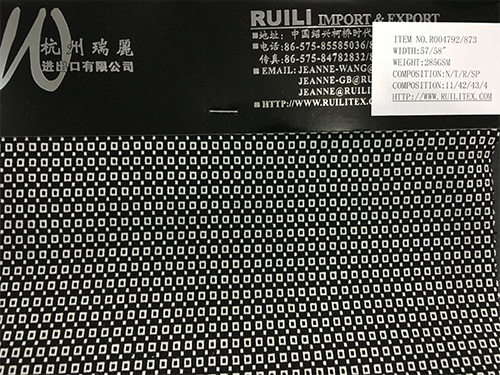 杭州瑞麗
进出口有限公司
RUILI IMPORT & EXPORT
地址:中国绍兴柯桥时代
电话:86-575-85585036/
传真:86-575-84782832/
EMAIL: JEANNE-WANG@
JEANNE-GB@RUI
JEANNE@RUILITEX
HTTP://WWW.RUILITEX.COM
ITEM NO.R004792/873
WIDTH:57/58"
WEIGHT:285GSM
COMPOSITION:N/T/R/SP
COMPOSITION:11/42/43/4
HTTP://WWW.RUILITEX.COM